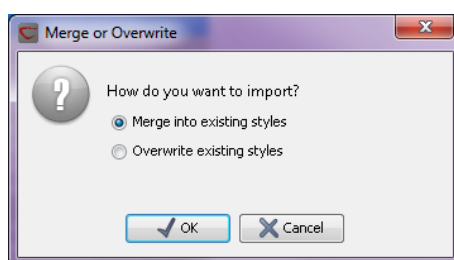 Merge or Overwrite
How do you want to import?
Merge into existing styles
Overwrite existing styles
OK Cancel